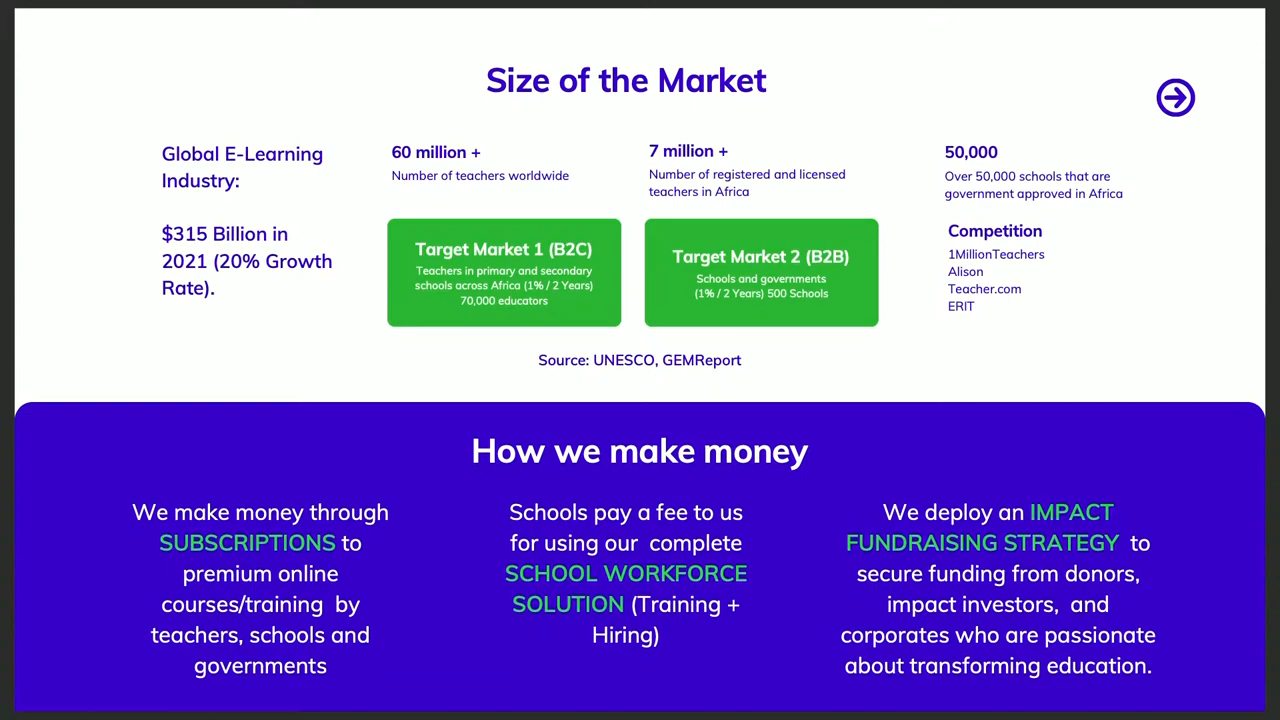 Size of the Market
Global E-Learning
Industry:
$315 Billion in
2021 (20% Growth
Rate).
60 million +
Number of teachers worldwide
7 million +
Number of registered and licensed
teachers in Africa
50,000
Over 50,000 schools that are
government approved in Africa
Target Market 1 (B2C)
Teachers in primary and secondary
schools across Africa (1% / 2 Years)
70,000 educators
Target Market 2 (B2B)
Schools and governments
(1% / 2 Years) 500 Schools
Competition
1MillionTeachers
Alison
Teacher.com
ERIT
Source: UNESCO, GEMReport
How we make money
We make money through
SUBSCRIPTIONS to
premium online
courses/training by
teachers, schools and
governments
Schools pay a fee to us
for using our complete
SCHOOL WORKFORCE
SOLUTION (Training +
Hiring)
We deploy an IMPACT
FUNDRAISING STRATEGY to
secure funding from donors,
impact investors, and
corporates who are passionate
about transforming education.